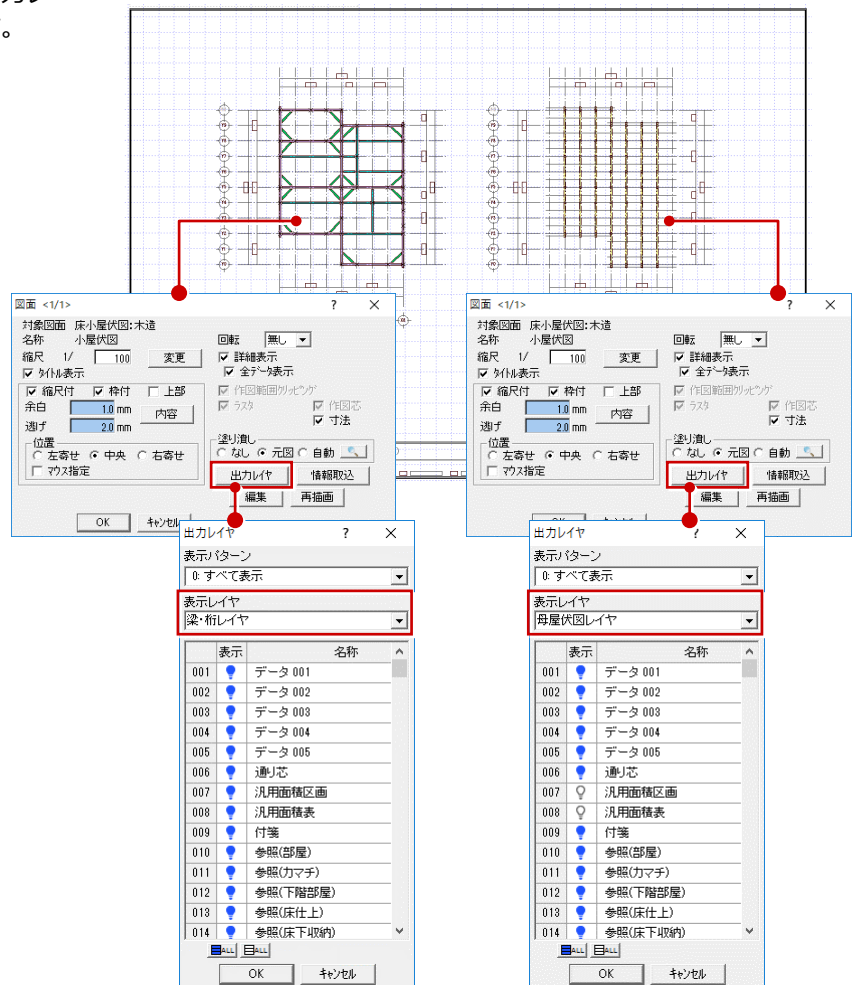 。
図面 <1/1> ? ×
対象図面 床小屋伏図:木造
名称 小屋伏図
縮尺 1/ 100 変更
タイトル表示
縮尺付 枠付 上部
余白 1.0 mm
逃げ 2.0 mm
内容
位置
左寄せ 中央 右寄せ
マウス指定
回転 無し
詳細表示
全データ表示
作図範囲クリッピング
ラスタ 作図芯
寸法
塗り潰し
なし 元図 自動
出力レイヤ 情報取込
編集 再描画
OK キャンセル
図面 <1/1> ? ×
対象図面 床小屋伏図:木造
名称 小屋伏図
縮尺 1/ 100 変更
タイトル表示
縮尺付 枠付 上部
余白 1.0 mm
逃げ 2.0 mm
内容
位置
左寄せ 中央 右寄せ
マウス指定
回転 無し
詳細表示
全データ表示
作図範囲クリッピング
ラスタ 作図芯
寸法
塗り潰し
なし 元図 自動
出力レイヤ 情報取込
編集 再描画
出力レイヤ ? ×
表示パターン
0: すべて表示
表示レイヤ
梁・桁レイヤ
表示 名称
001 データ 001
002 データ 002
003 データ 003
004 データ 004
005 データ 005
006 通り芯
007 汎用面積区画
008 汎用面積表
009 付箋
010 参照(部屋)
011 参照(カマチ)
012 参照(下階部屋)
013 参照(床仕上)
014 参照(床下収納)
ALL ALL
OK キャンセル
出力レイヤ ? ×
表示パターン
0: すべて表示
表示レイヤ
母屋伏図レイヤ
表示 名称
001 データ 001
002 データ 002
003 データ 003
004 データ 004
005 データ 005
006 通り芯
007 汎用面積区画
008 汎用面積表
009 付箋
010 参照(部屋)
011 参照(カマチ)
012 参照(下階部屋)
013 参照(床仕上)
014 参照(床下収納)
ALL ALL
OK キャンセル